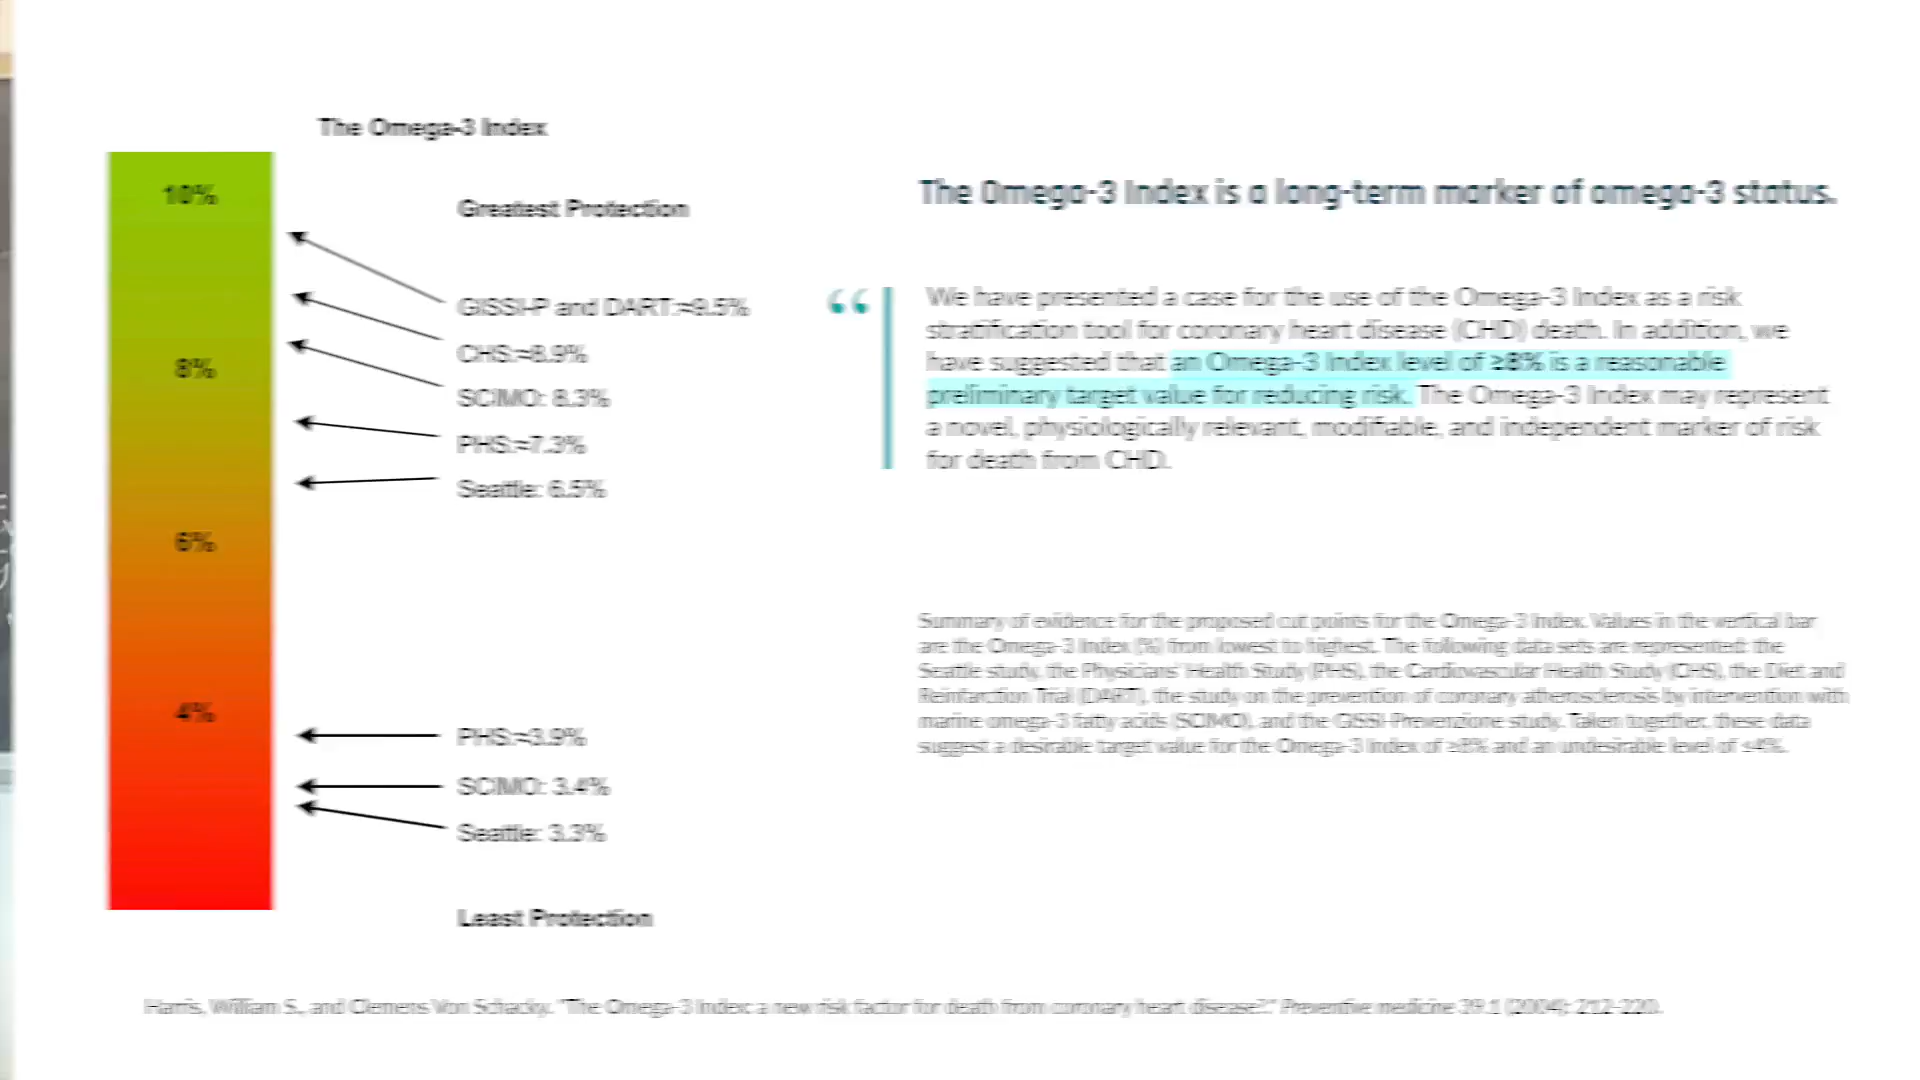 The Omega-3 Index
10%
Greatest Protection
GISSI-P and DART:≈9.5%
CHS:≈8.9%
8%
SCIMO: 8.3%
PHS:≈7.3%
Seattle: 6.5%
6%
4%
PHS:≈3.9%
SCIMO: 3.4%
Seattle: 3.3%
Least Protection
The Omega-3 Index is a long-term marker of omega-3 status.
“
We have presented a case for the use of the Omega-3 Index as a risk
stratification tool for coronary heart disease (CHD) death. In addition, we
have suggested that an Omega-3 Index level of ≥8% is a reasonable
preliminary target value for reducing risk. The Omega-3 Index may represent
a novel, physiologically relevant, modifiable, and independent marker of risk
for death from CHD.
Summary of evidence for the proposed cut points for the Omega-3 Index. Values in the vertical bar
are the Omega-3 Index (%) from lowest to highest. The following data sets are represented: the
Seattle study, the Physicians' Health Study (PHS), the Cardiovascular Health Study (CHS), the Diet and
Reinfarction Trial (DART), the study on the prevention of coronary atherosclerosis by intervention with
marine omega-3 fatty acids (SCIMO), and the GISSI-Prevenzione study. Taken together, these data
suggest a desirable target value for the Omega-3 Index of ≥8% and an undesirable level of ≤4%.
Harris, William S., and Clemens Von Schacky. "The Omega-3 Index: a new risk factor for death from coronary heart disease?." Preventive medicine 39.1 (2004): 212-220.